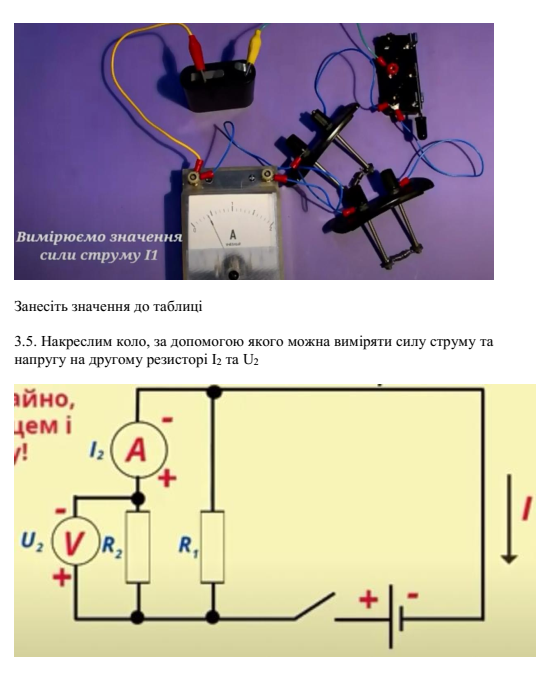 Вимірюємо значення
сили струму I1
A
Занесіть значення до таблиці
3.5. Накреслим коло, за допомогою якого можна виміряти силу струму та
напругу на другому резисторі I₂ та U₂
айно,
цем і
у!
-
I₂ A
+
-
U₂ V R₂ R₁
+
I
+ -